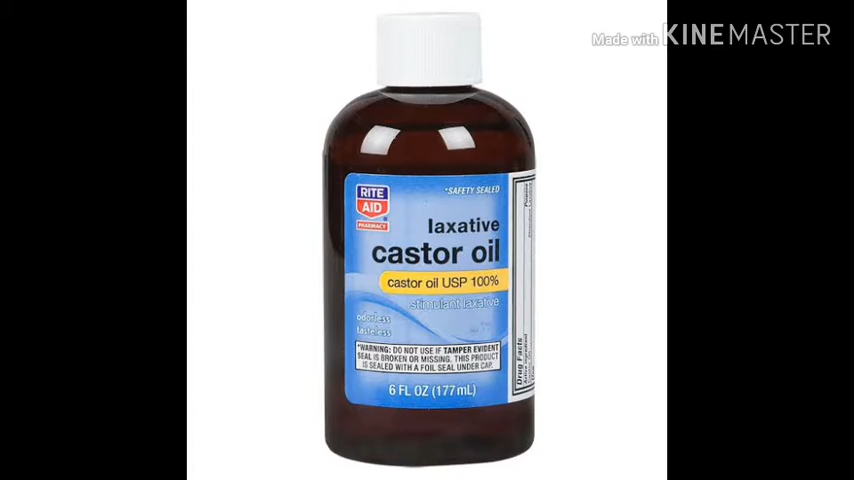 Made with KINEMASTER
RITE
AID
PHARMACY
*SAFETY SEALED
laxative
castor oil
castor oil USP 100%
stimulant laxative
odorless
tasteless
*WARNING: DO NOT USE IF TAMPER EVIDENT
SEAL IS BROKEN OR MISSING. THIS PRODUCT
IS SEALED WITH A FOIL SEAL UNDER CAP.
6 FL OZ (177 mL)
Drug Facts